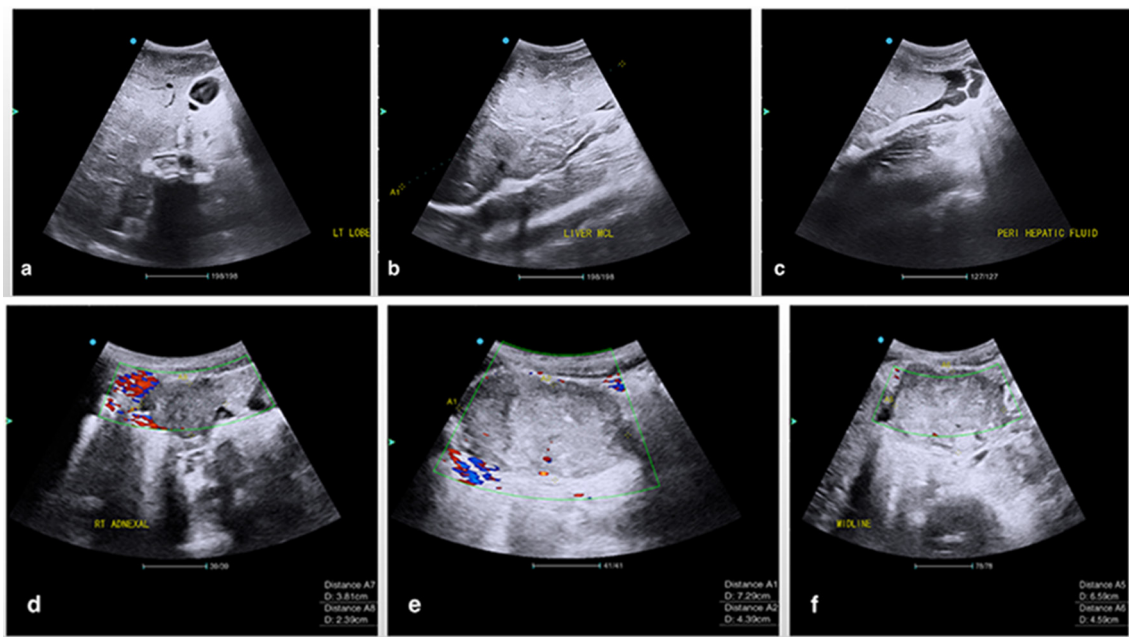 LT LOBE
a
198/198
A1
LIVER MCL
b
198/198
PERI HEPATIC FLUID
c
127/127
RT ADNEXAL
d
39/39
Distance A7
D: 3.81cm
Distance A8
D: 2.39cm
A1
e
41/41
Distance A1
D: 7.29cm
Distance A2
D: 4.39cm
MIDLINE
f
78/78
Distance A5
D: 6.59cm
Distance A6
D: 4.59cm